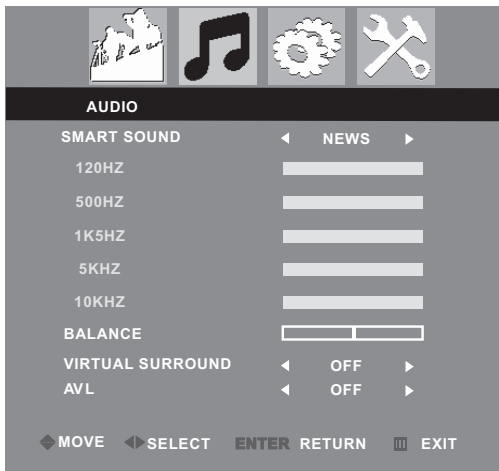 AUDIO
SMART SOUND NEWS
120HZ
500HZ
1K5HZ
5KHZ
10KHZ
BALANCE
VIRTUAL SURROUND OFF
AVL OFF
MOVE SELECT ENTER RETURN EXIT